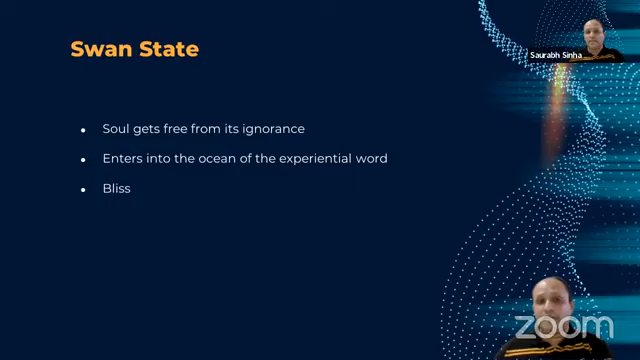 Swan State
Saurabh Sinha
● Soul gets free from its ignorance
● Enters into the ocean of the experiential word
● Bliss
zoom